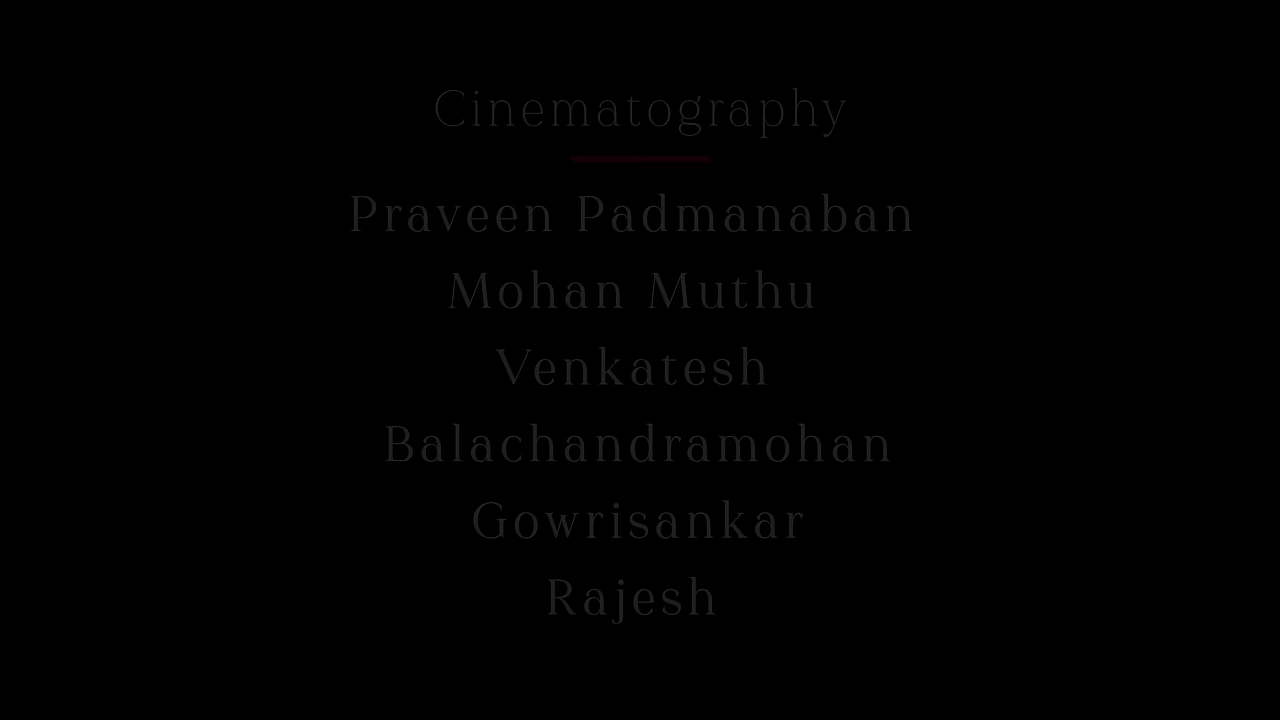 Cinematography
Praveen Padmanaban
Mohan Muthu
Venkatesh
Balachandramohan
Gowrisankar
Rajesh